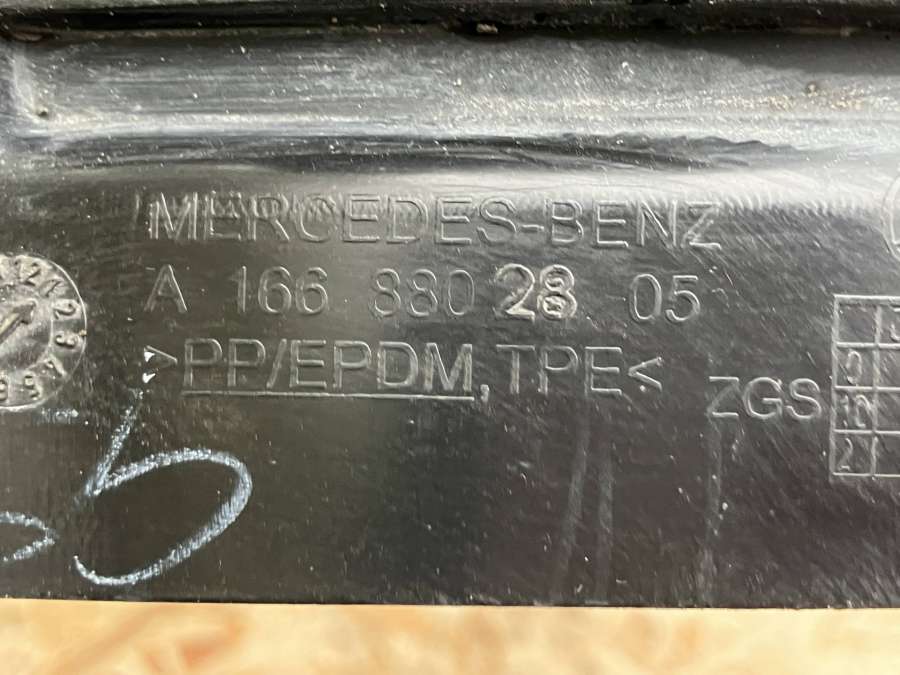 MERCEDES-BENZ
A 166 880 28 05
>PP/EPDM,TPE<
ZGS